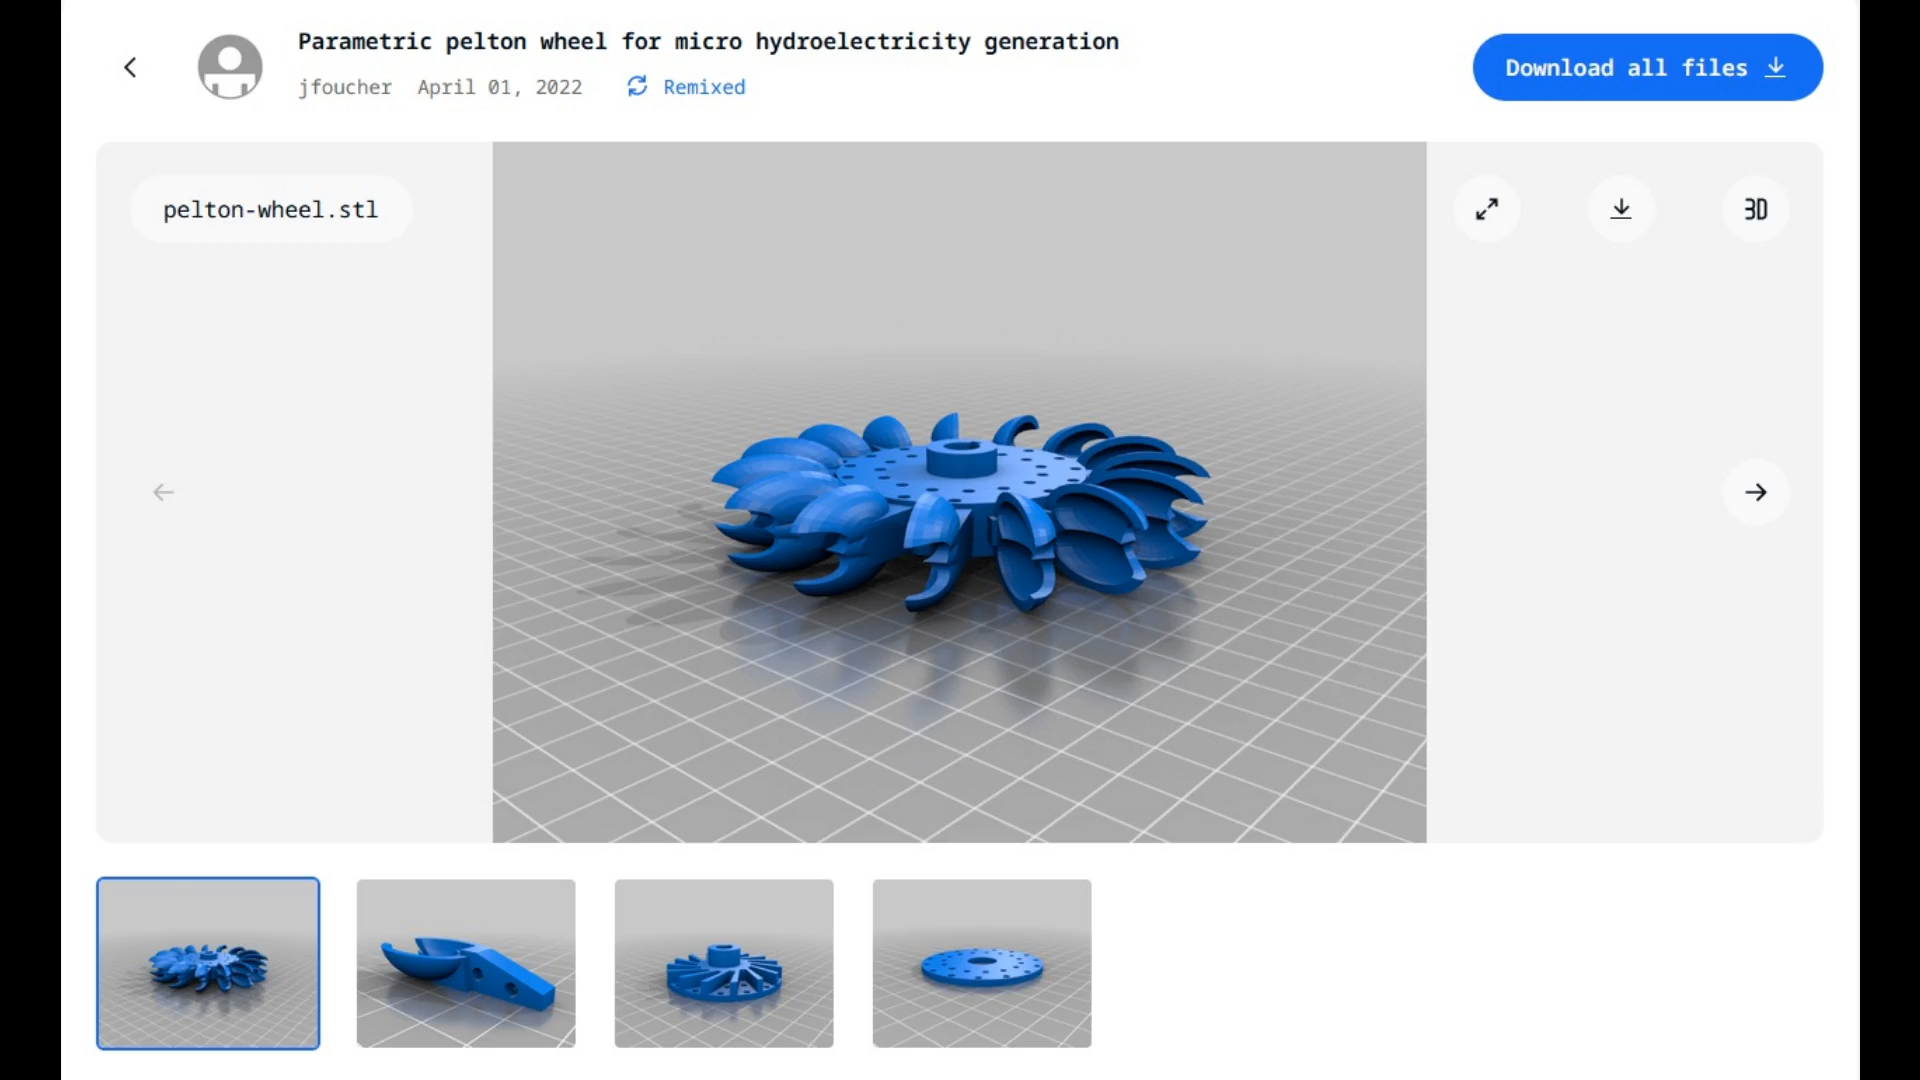 Parametric pelton wheel for micro hydroelectricity generation
jfoucher April 01, 2022 Remixed
Download all files
pelton-wheel.stl
3D